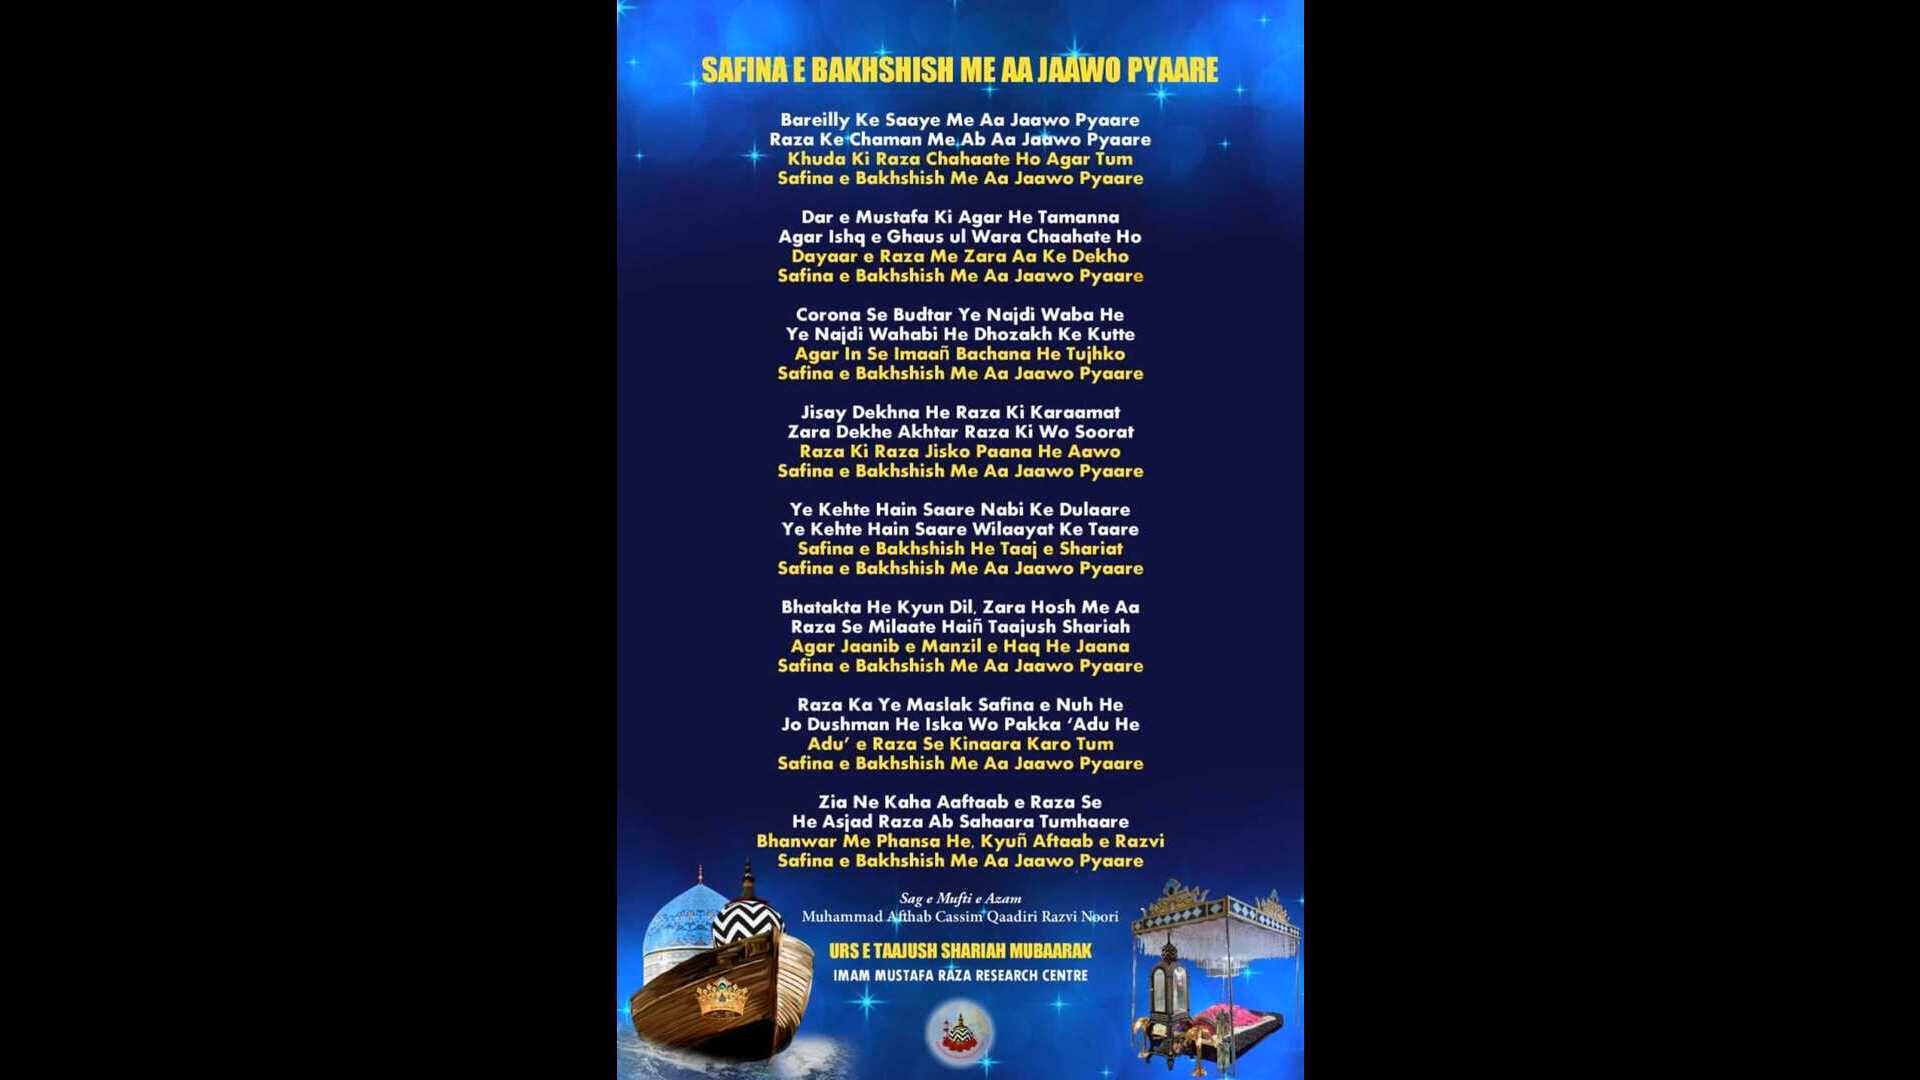 SAFINA E BAKHSHISH ME AA JAAWO PYAARE
Bareilly Ke Saaye Me Aa Jaawo Pyaare
Raza Ke Chaman Me Ab Aa Jaawo Pyaare
Khuda Ki Raza Chahaate Ho Agar Tum
Safina e Bakhshish Me Aa Jaawo Pyaare
Dar e Mustafa Ki Agar He Tamanna
Agar Ishq e Ghaus ul Wara Chaahate Ho
Dayaar e Raza Me Zara Aa Ke Dekho
Safina e Bakhshish Me Aa Jaawo Pyaare
Corona Se Budtar Ye Najdi Waba He
Ye Najdi Wahabi He Dhozakh Ke Kutte
Agar In Se Imaañ Bachana He Tujhko
Safina e Bakhshish Me Aa Jaawo Pyaare
Jisay Dekhna He Raza Ki Karaamat
Zara Dekhe Akhtar Raza Ki Wo Soorat
Raza Ki Raza Jisko Paana He Aawo
Safina e Bakhshish Me Aa Jaawo Pyaare
Ye Kehte Hain Saare Nabi Ke Dulaare
Ye Kehte Hain Saare Wilaayat Ke Taare
Safina e Bakhshish He Taaj e Shariat
Safina e Bakhshish Me Aa Jaawo Pyaare
Bhatakta He Kyun Dil, Zara Hosh Me Aa
Raza Se Milaate Haiñ Taajush Shariah
Agar Jaanib e Manzil e Haq He Jaana
Safina e Bakhshish Me Aa Jaawo Pyaare
Raza Ka Ye Maslak Safina e Nuh He
Jo Dushman He Iska Wo Pakka ‘Adu He
Adu’ e Raza Se Kinaara Karo Tum
Safina e Bakhshish Me Aa Jaawo Pyaare
Zia Ne Kaha Aaftaab e Raza Se
He Asjad Raza Ab Sahaara Tumhaare
Bhanwar Me Phansa He, Kyuñ Aftaab e Razvi
Safina e Bakhshish Me Aa Jaawo Pyaare
Sag e Mufti e Azam
Muhammad Afthab Cassim Qaadiri Razvi Noori
URS E TAAJUSH SHARIAH MUBAARAK
IMAM MUSTAFA RAZA RESEARCH CENTRE